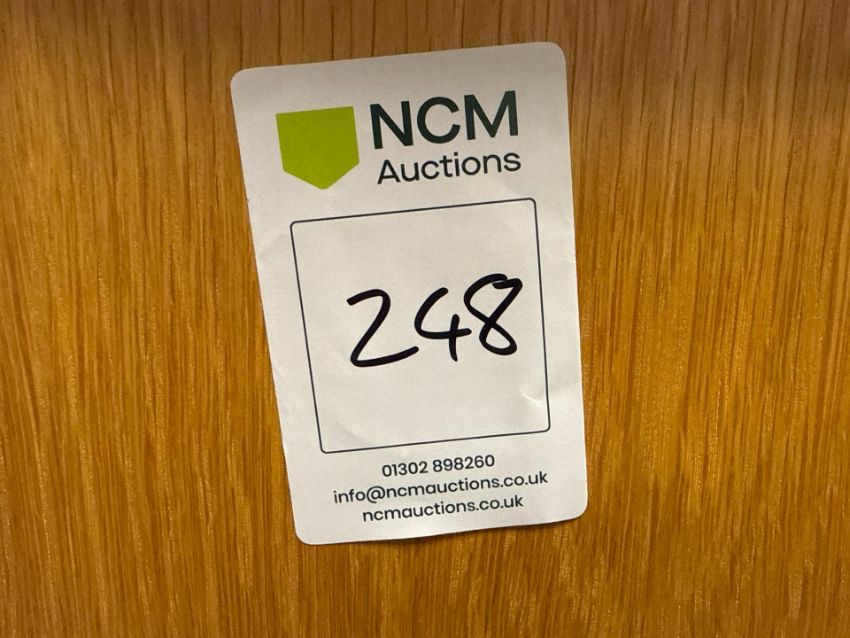 NCM
Auctions
248
01302 898260
info@ncmauctions.co.uk
ncmauctions.co.uk